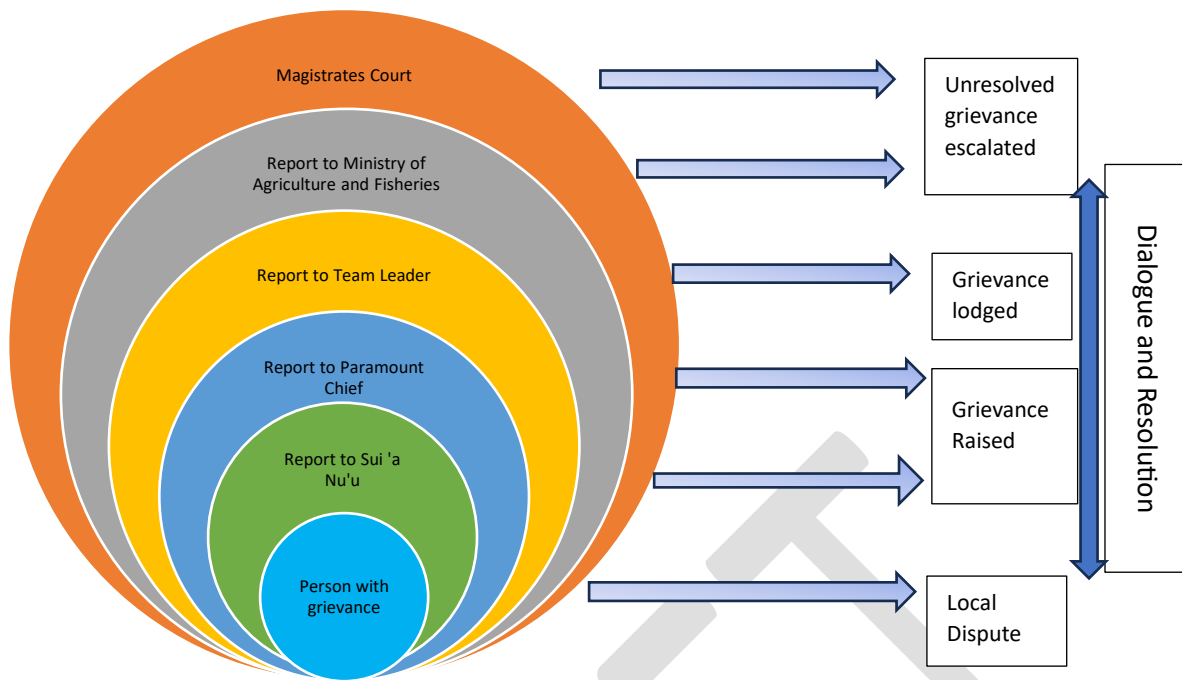 Magistrates Court
Report to Ministry of
Agriculture and Fisheries
Report to Team Leader
Report to Paramount
Chief
Report to Sui 'a
Nu'u
Person with
grievance
Unresolved
grievance
escalated
Grievance
lodged
Grievance
Raised
Local
Dispute
Dialogue and Resolution